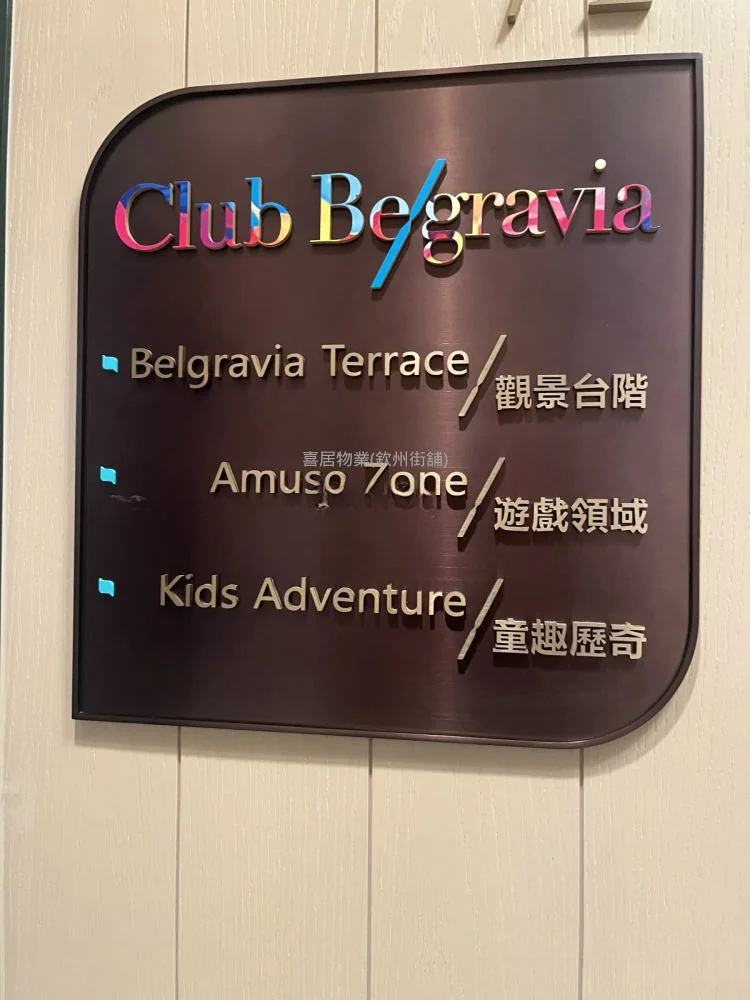 Club Belgravia
Belgravia Terrace / 觀景台階
喜居物業(欽州街舖)
Amuso Zone / 遊戲領域
Kids Adventure / 童趣歷奇